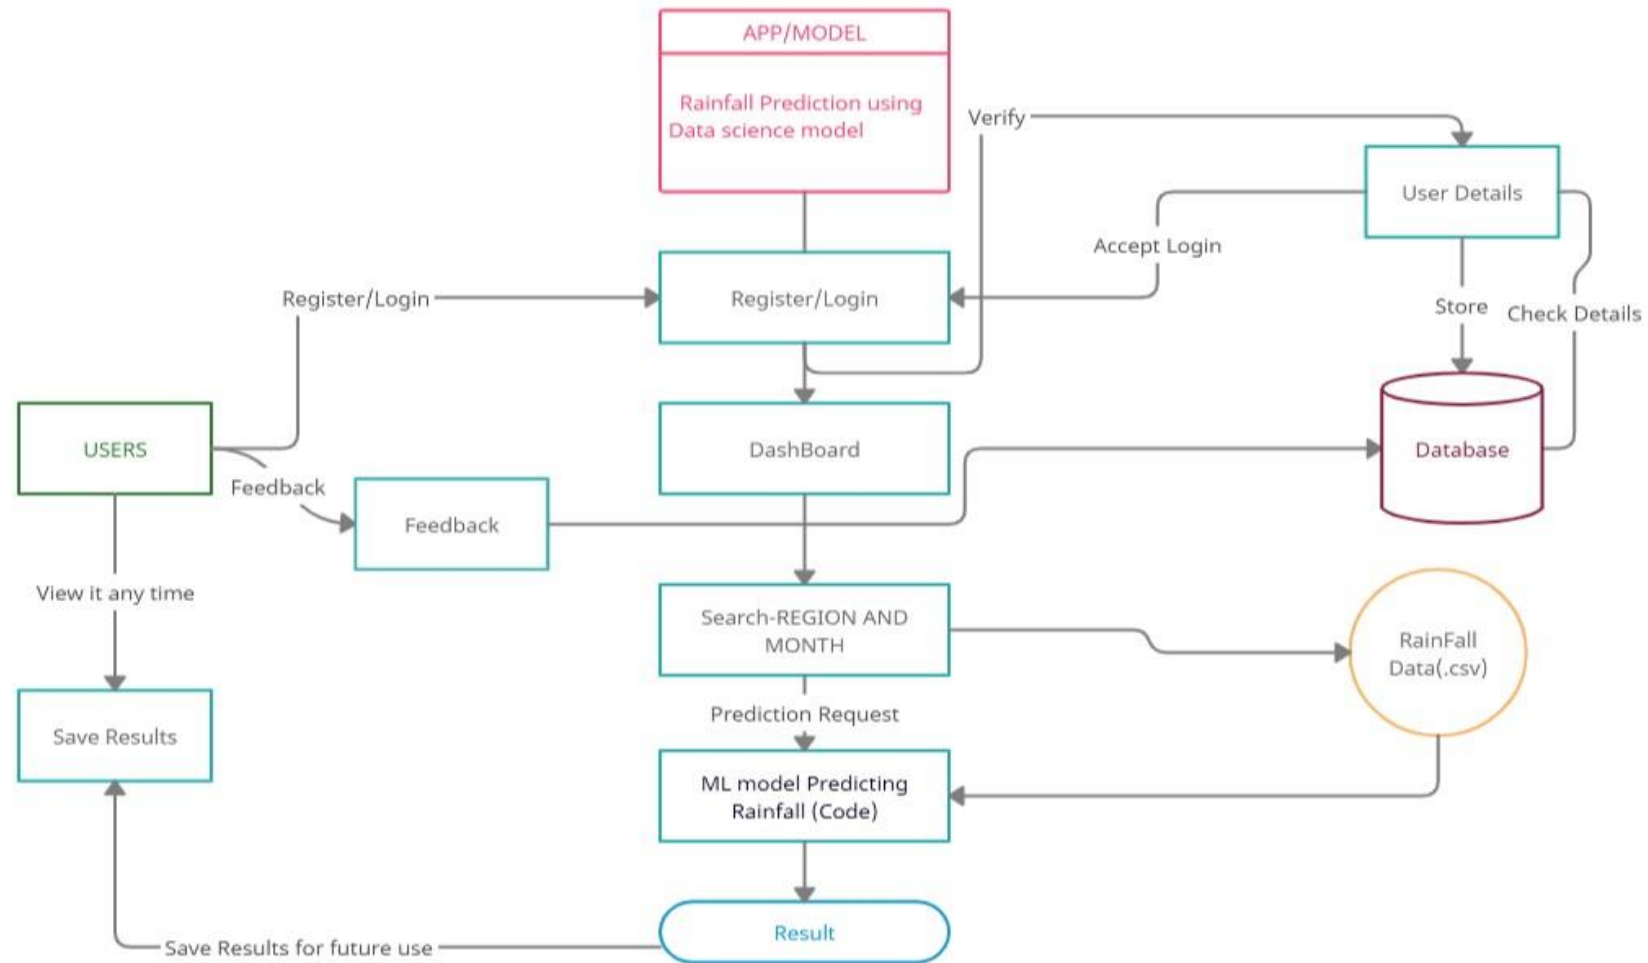 APP/MODEL
Rainfall Prediction using
Data science model
Verify
User Details
Accept Login
Register/Login
Register/Login
Store
Check Details
USERS
DashBoard
Database
Feedback
Feedback
View it any time
Search-REGION AND
MONTH
RainFall
Data(.csv)
Prediction Request
Save Results
ML model Predicting
Rainfall (Code)
Result
Save Results for future use